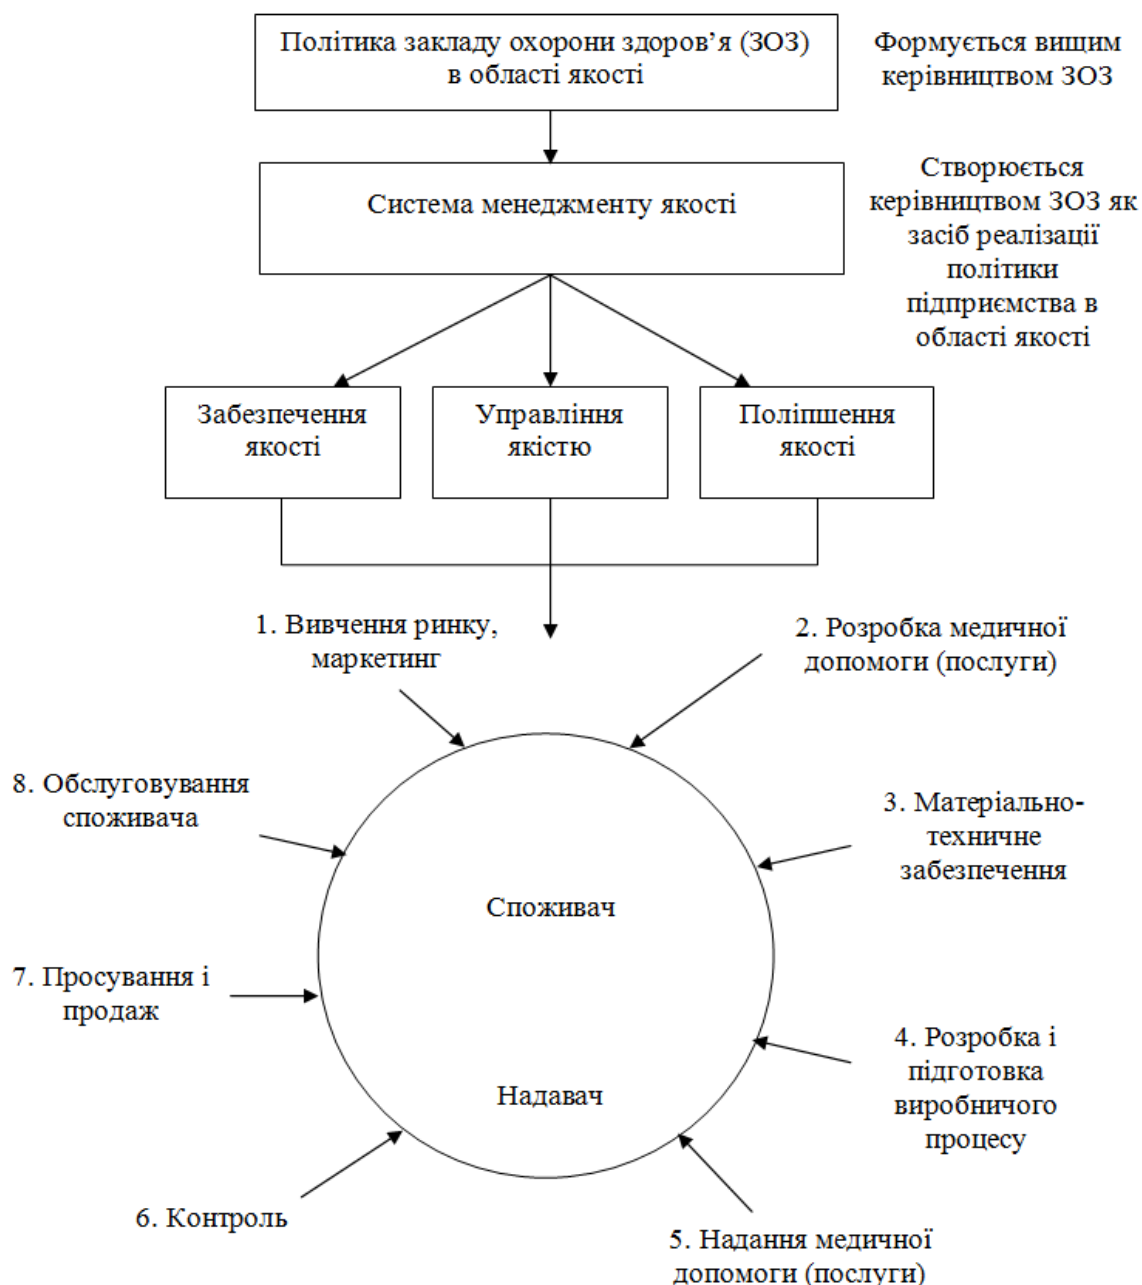 Політика закладу охорони здоров’я (ЗОЗ)
в області якості
Формується вищим
керівництвом ЗОЗ
Система менеджменту якості
Створюється
керівництвом ЗОЗ як
засіб реалізації
політики
підприємства в
області якості
Забезпечення
якості
Управління
якістю
Поліпшення
якості
1. Вивчення ринку,
маркетинг
2. Розробка медичної
допомоги (послуги)
8. Обслуговування
споживача
3. Матеріально-
техничне
забезпечення
Споживач
7. Просування і
продаж
4. Розробка і
підготовка
виробничого
процесу
Надавач
6. Контроль
5. Надання медичної
допомоги (послуги)